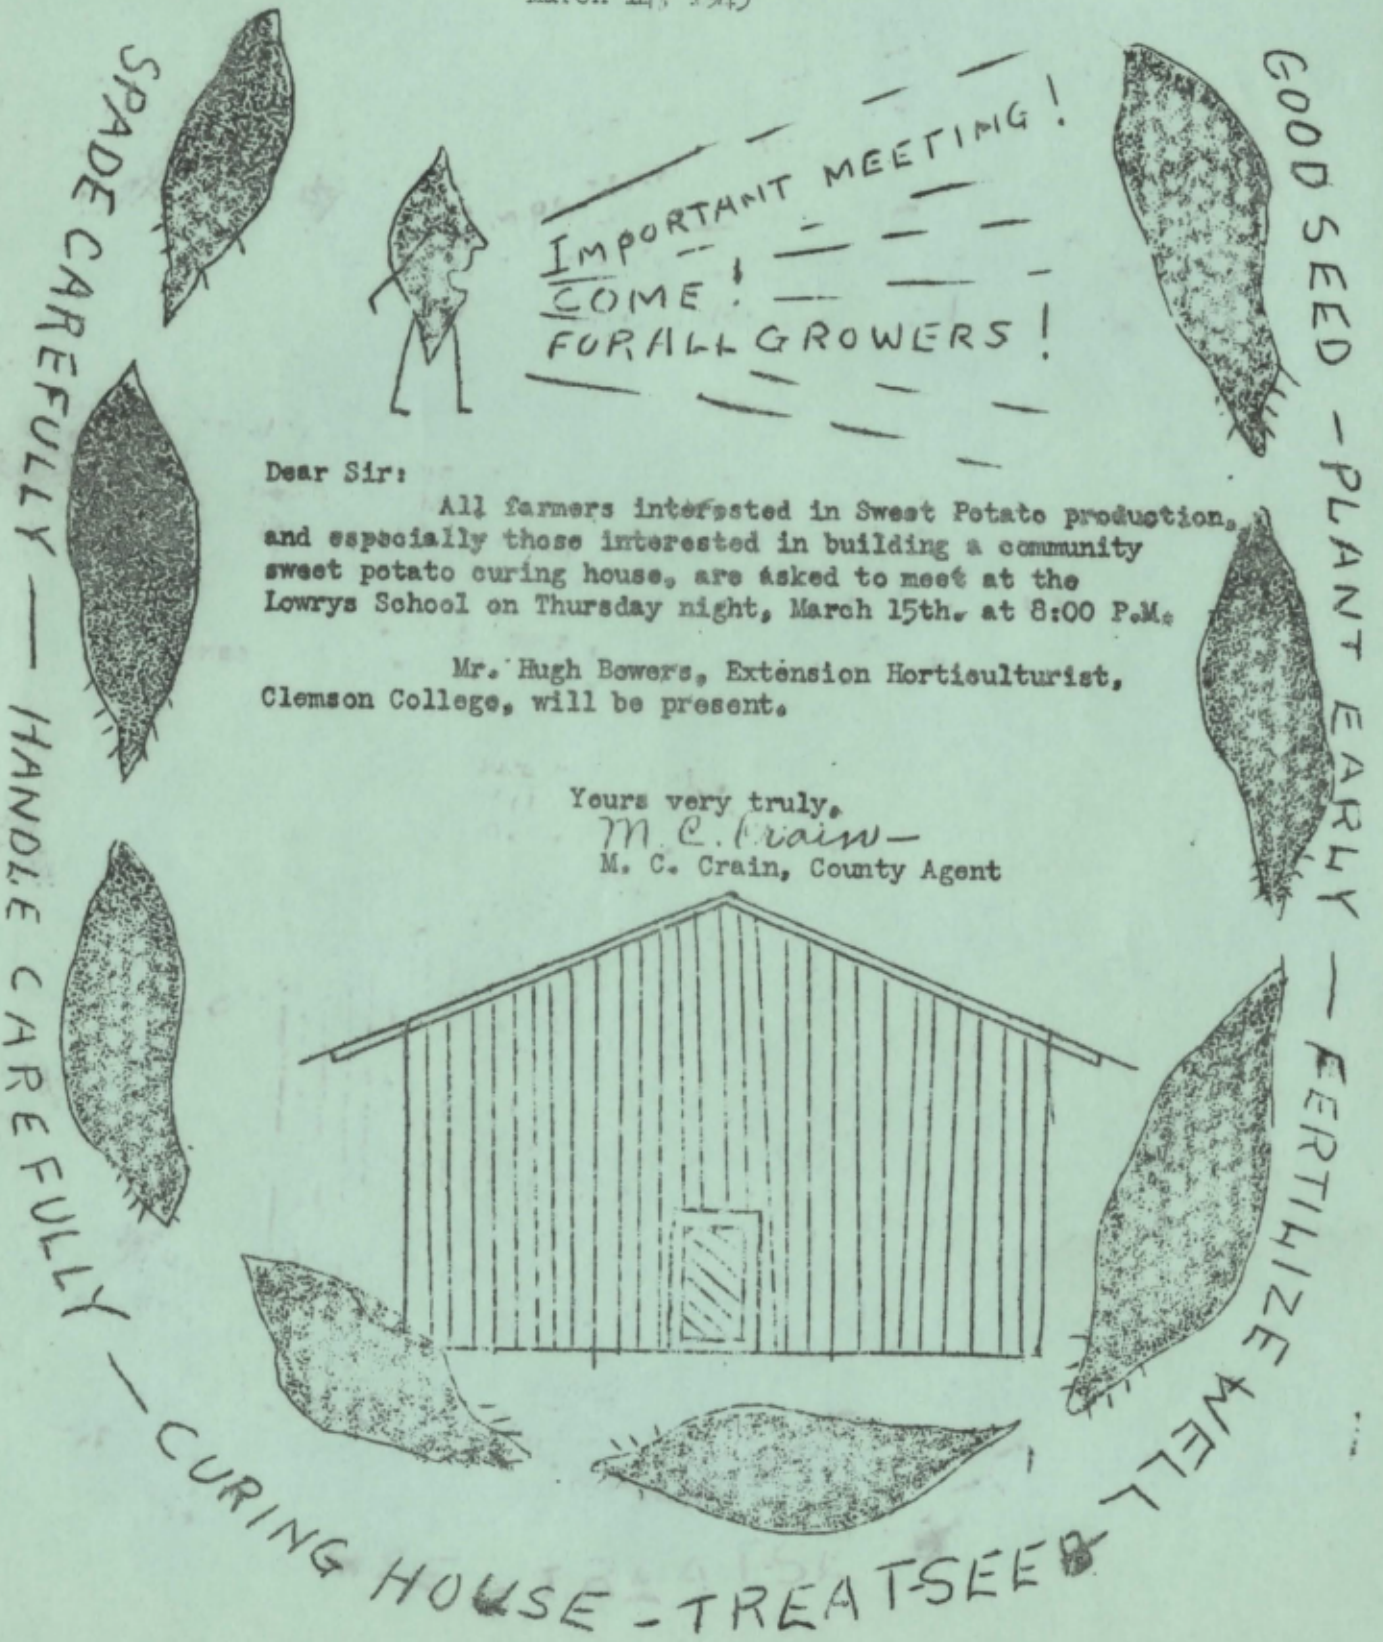 March 14, 1945
IMPORTANT MEETING!
COME!
FOR ALL GROWERS!
Dear Sir:
All farmers interested in Sweet Potato production,
and especially those interested in building a community
sweet potato curing house, are asked to meet at the
Lowrys School on Thursday night, March 15th. at 8:00 P.M.
Mr. Hugh Bowers, Extension Horticulturist,
Clemson College, will be present.
Yours very truly,
M. C. Crain
M. C. Crain, County Agent
SPADE CAREFULLY — HANDLE CAREFULLY — CURING HOUSE - TREAT-SEED
GOOD SEED - PLANT EARLY — FERTILIZE WELL -